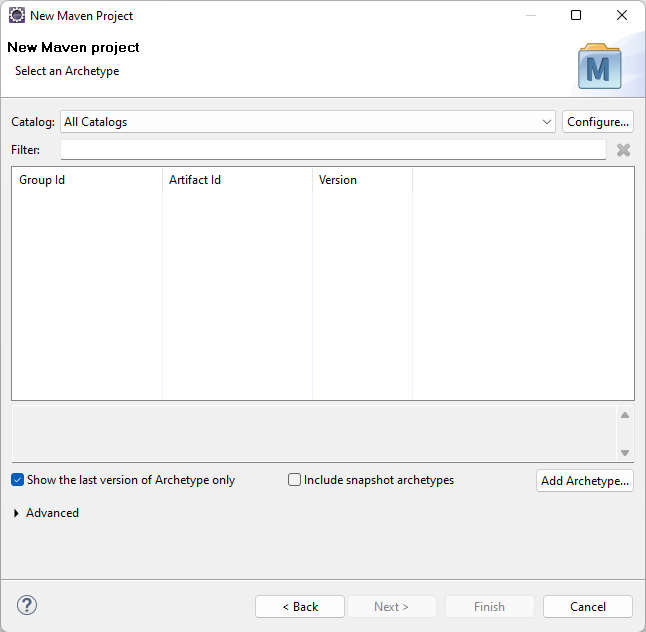 New Maven Project
New Maven project
Select an Archetype
M
Catalog: All Catalogs Configure...
Filter:
Group Id Artifact Id Version
Show the last version of Archetype only Include snapshot archetypes Add Archetype...
Advanced
? < Back Next > Finish Cancel